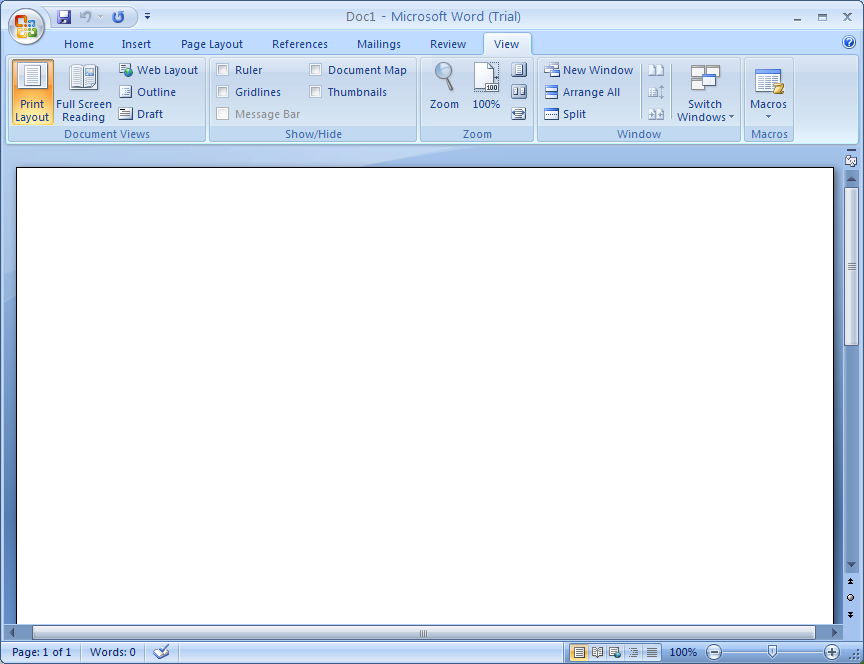 Doc1 - Microsoft Word (Trial)
Home Insert Page Layout References Mailings Review View
Print Layout
Full Screen Reading
Web Layout
Outline
Draft
Document Views
Ruler
Gridlines
Message Bar
Document Map
Thumbnails
Show/Hide
Zoom
100
100%
Zoom
New Window
Arrange All
Split
Switch Windows
Window
Macros
Macros
Page: 1 of 1 Words: 0 100%